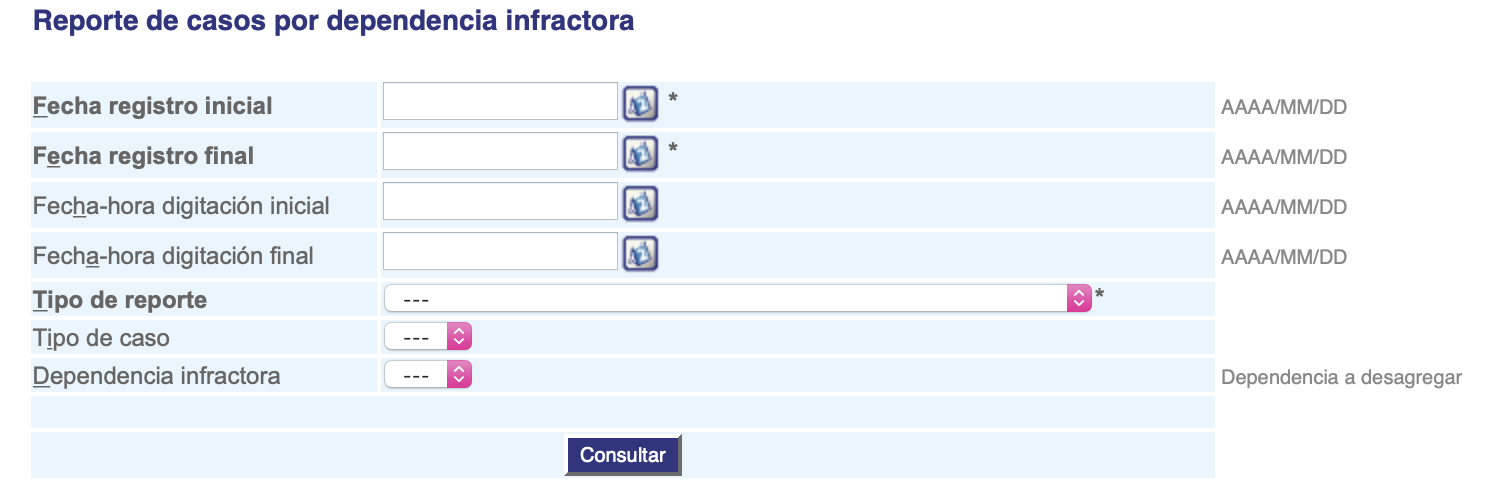 Reporte de casos por dependencia infractora
Fecha registro inicial * AAAA/MM/DD
Fecha registro final * AAAA/MM/DD
Fecha-hora digitación inicial AAAA/MM/DD
Fecha-hora digitación final AAAA/MM/DD
Tipo de reporte --- *
Tipo de caso ---
Dependencia infractora --- Dependencia a desagregar
Consultar